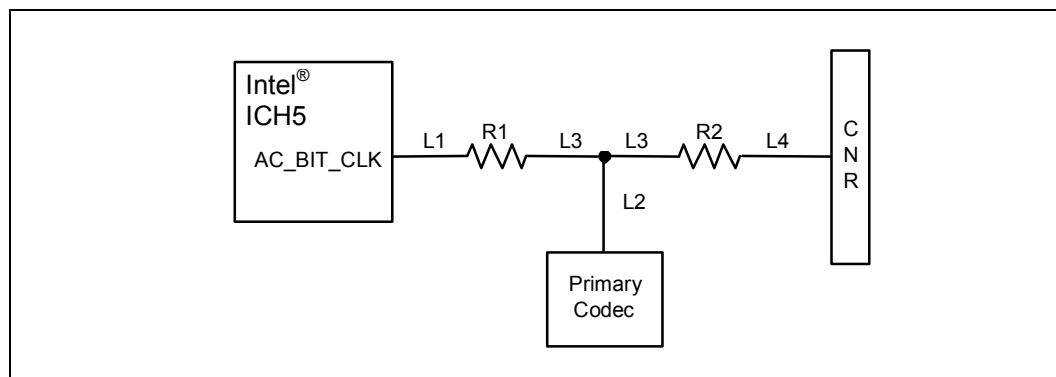 Intel®
ICH5
AC_BIT_CLK
L1
R1
L3
L3
R2
L4
C
N
R
L2
Primary
Codec